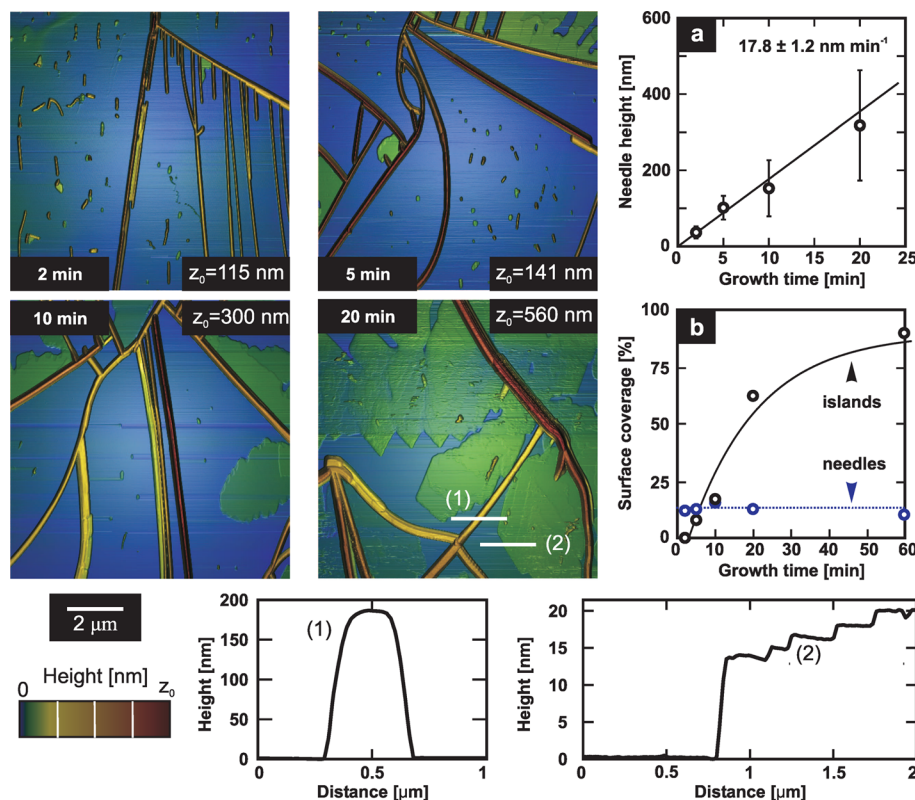 2 min
z₀=115 nm
5 min
z₀=141 nm
a
17.8 ± 1.2 nm min⁻¹
600
400
200
0
Needle height [nm]
0 5 10 15 20 25
Growth time [min]
10 min
z₀=300 nm
20 min
z₀=560 nm
(1)
(2)
b
100
75
50
25
0
Surface coverage [%]
islands
needles
0 10 20 30 40 50 60
Growth time [min]
2 µm
Height [nm]
0 z₀
200
150
100
50
0
Height [nm]
(1)
0 0.5 1
Distance [µm]
20
15
10
5
0
Height [nm]
(2)
0 0.5 1 1.5 2
Distance [µm]